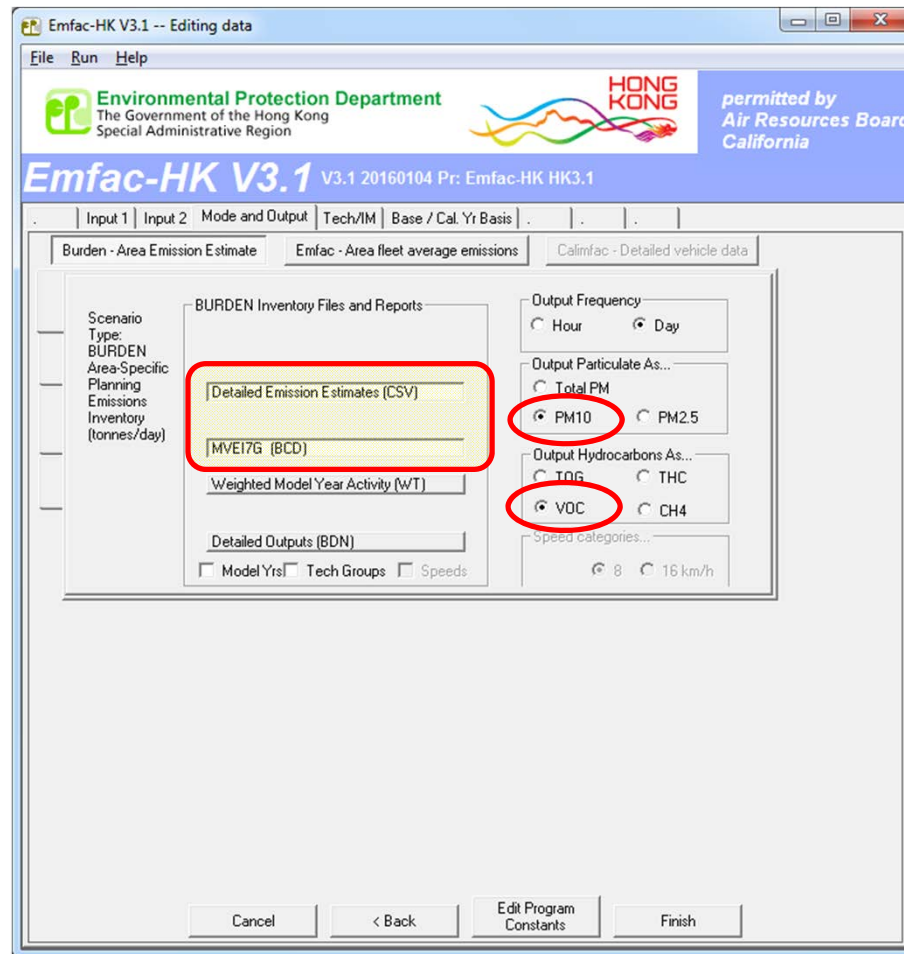 Emfac-HK V3.1 -- Editing data
File Run Help
Environmental Protection Department
The Government of the Hong Kong
Special Administrative Region
HONG
KONG
permitted by
Air Resources Boar
California
Emfac-HK V3.1 V3.1 20160104 Pr: Emfac-HK HK3.1
. Input 1 Input 2 Mode and Output Tech/IM Base / Cal. Yr Basis . . .
Burden - Area Emission Estimate Emfac - Area fleet average emissions Calimfac - Detailed vehicle data
Scenario
Type:
BURDEN
Area-Specific
Planning
Emissions
Inventory
(tonnes/day)
BURDEN Inventory Files and Reports
Detailed Emission Estimates (CSV)
MVEI7G (BCD)
Weighted Model Year Activity (WT)
Detailed Outputs (BDN)
Model Yrs Tech Groups Speeds
Output Frequency
Hour Day
Output Particulate As...
Total PM
PM10 PM2.5
Output Hydrocarbons As...
TOG THC
VOC CH4
Speed categories...
8 16 km/h
Cancel < Back Edit Program
Constants Finish